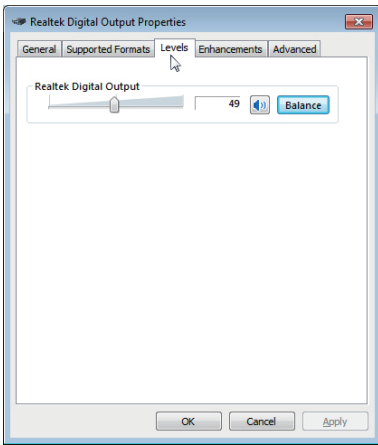 Realtek Digital Output Properties
General Supported Formats Levels Enhancements Advanced
Realtek Digital Output
49 Balance
OK Cancel Apply